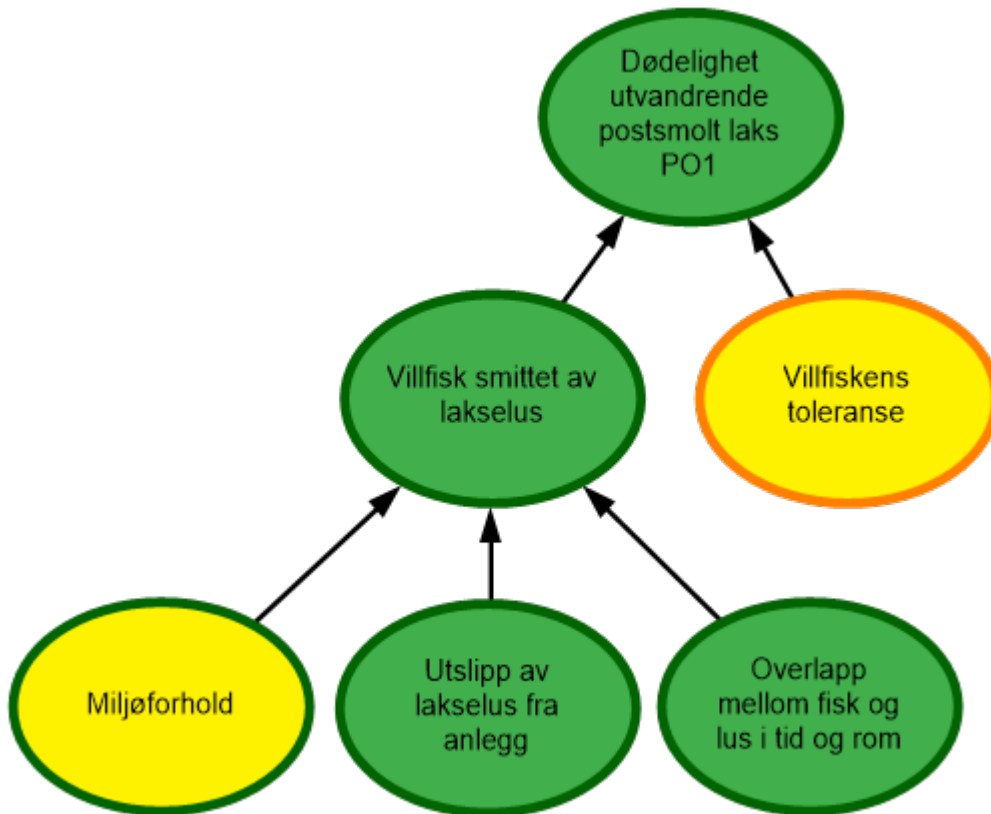 Dødelighet
utvandrende
postsmolt laks
PO1
Villfisk smittet av
lakselus
Villfiskens
toleranse
Miljøforhold
Utslipp av
lakselus fra
anlegg
Overlapp
mellom fisk og
lus i tid og rom